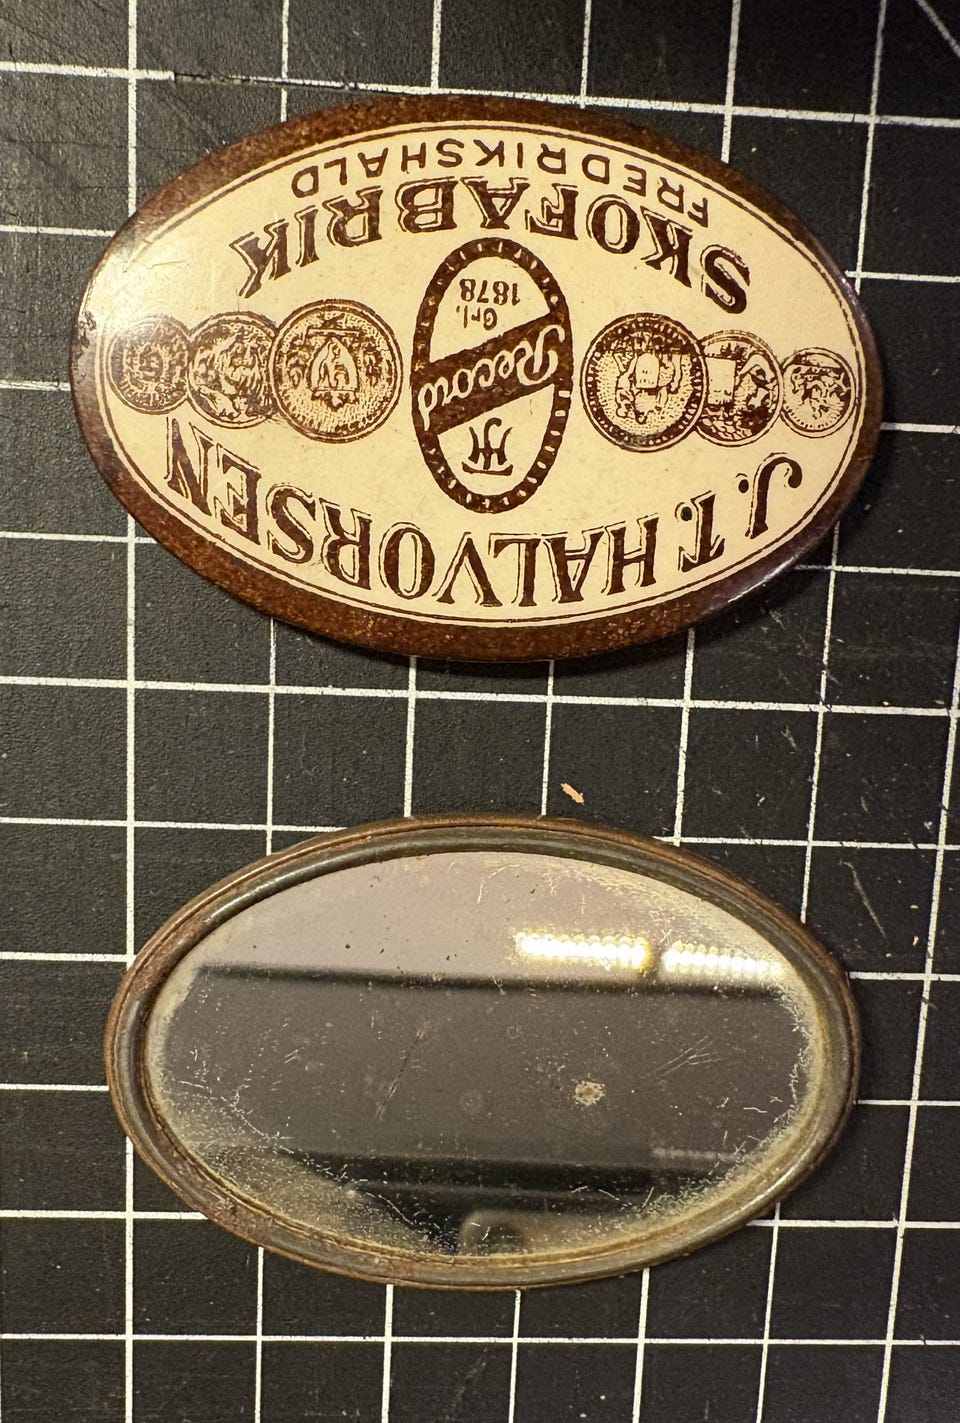 J.T. HALVORSEN
JH
Record
Grl.
1878
SKOFABRIK
FREDRIKSHALD